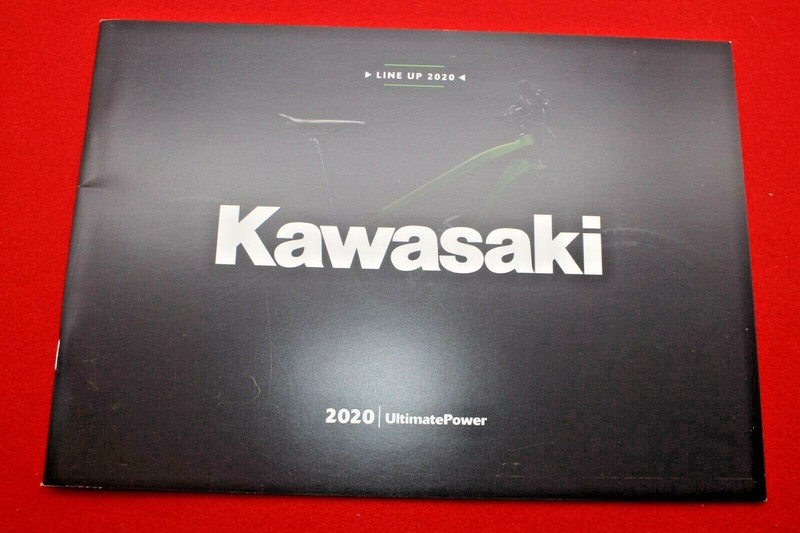 LINE UP 2020
Kawasaki
2020 | UltimatePower